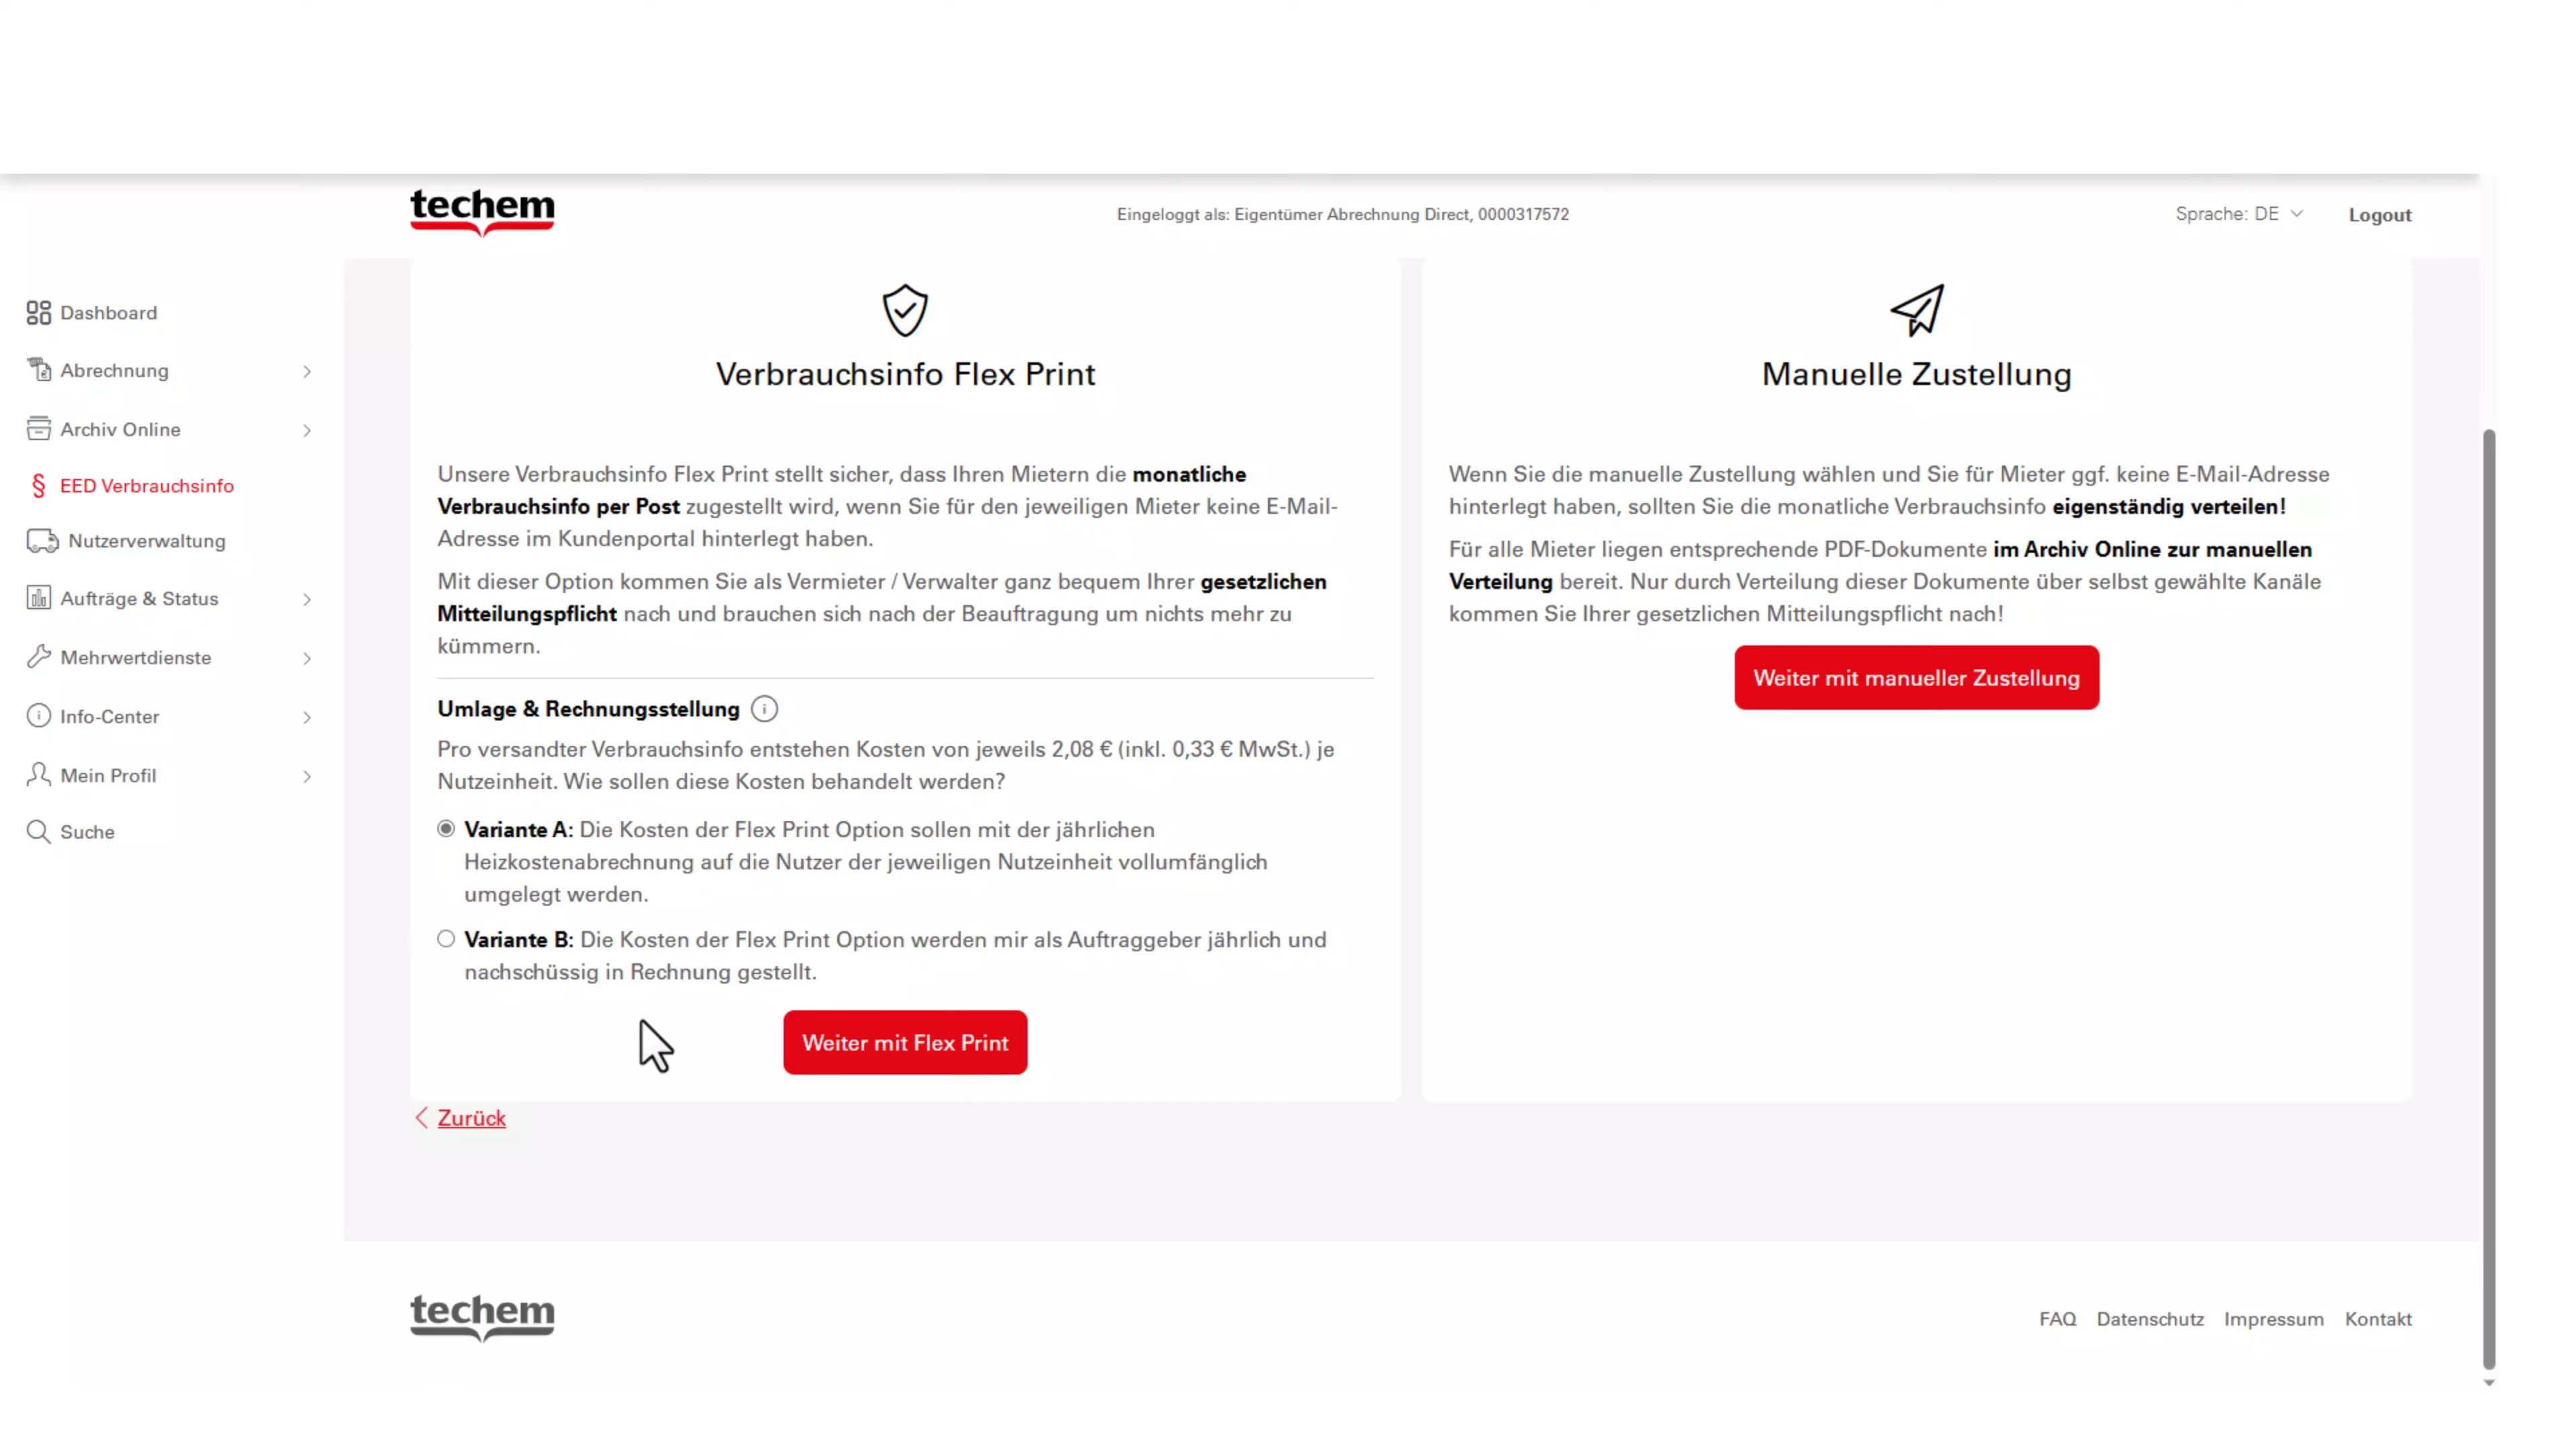 techem
Eingeloggt als: Eigentümer Abrechnung Direct, 0000317572
Sprache: DE
Logout
Dashboard
Abrechnung
Archiv Online
§ EED Verbrauchsinfo
Nutzerverwaltung
Aufträge & Status
Mehrwertdienste
Info-Center
Mein Profil
Suche
Verbrauchsinfo Flex Print
Unsere Verbrauchsinfo Flex Print stellt sicher, dass Ihren Mietern die monatliche
Verbrauchsinfo per Post zugestellt wird, wenn Sie für den jeweiligen Mieter keine E-Mail-
Adresse im Kundenportal hinterlegt haben.
Mit dieser Option kommen Sie als Vermieter / Verwalter ganz bequem Ihrer gesetzlichen
Mitteilungspflicht nach und brauchen sich nach der Beauftragung um nichts mehr zu
kümmern.
Umlage & Rechnungsstellung
Pro versandter Verbrauchsinfo entstehen Kosten von jeweils 2,08 € (inkl. 0,33 € MwSt.) je
Nutzeinheit. Wie sollen diese Kosten behandelt werden?
Variante A: Die Kosten der Flex Print Option sollen mit der jährlichen
Heizkostenabrechnung auf die Nutzer der jeweiligen Nutzeinheit vollumfänglich
umgelegt werden.
Variante B: Die Kosten der Flex Print Option werden mir als Auftraggeber jährlich und
nachschüssig in Rechnung gestellt.
Weiter mit Flex Print
Manuelle Zustellung
Wenn Sie die manuelle Zustellung wählen und Sie für Mieter ggf. keine E-Mail-Adresse
hinterlegt haben, sollten Sie die monatliche Verbrauchsinfo eigenständig verteilen!
Für alle Mieter liegen entsprechende PDF-Dokumente im Archiv Online zur manuellen
Verteilung bereit. Nur durch Verteilung dieser Dokumente über selbst gewählte Kanäle
kommen Sie Ihrer gesetzlichen Mitteilungspflicht nach!
Weiter mit manueller Zustellung
Zurück
techem
FAQ
Datenschutz
Impressum
Kontakt